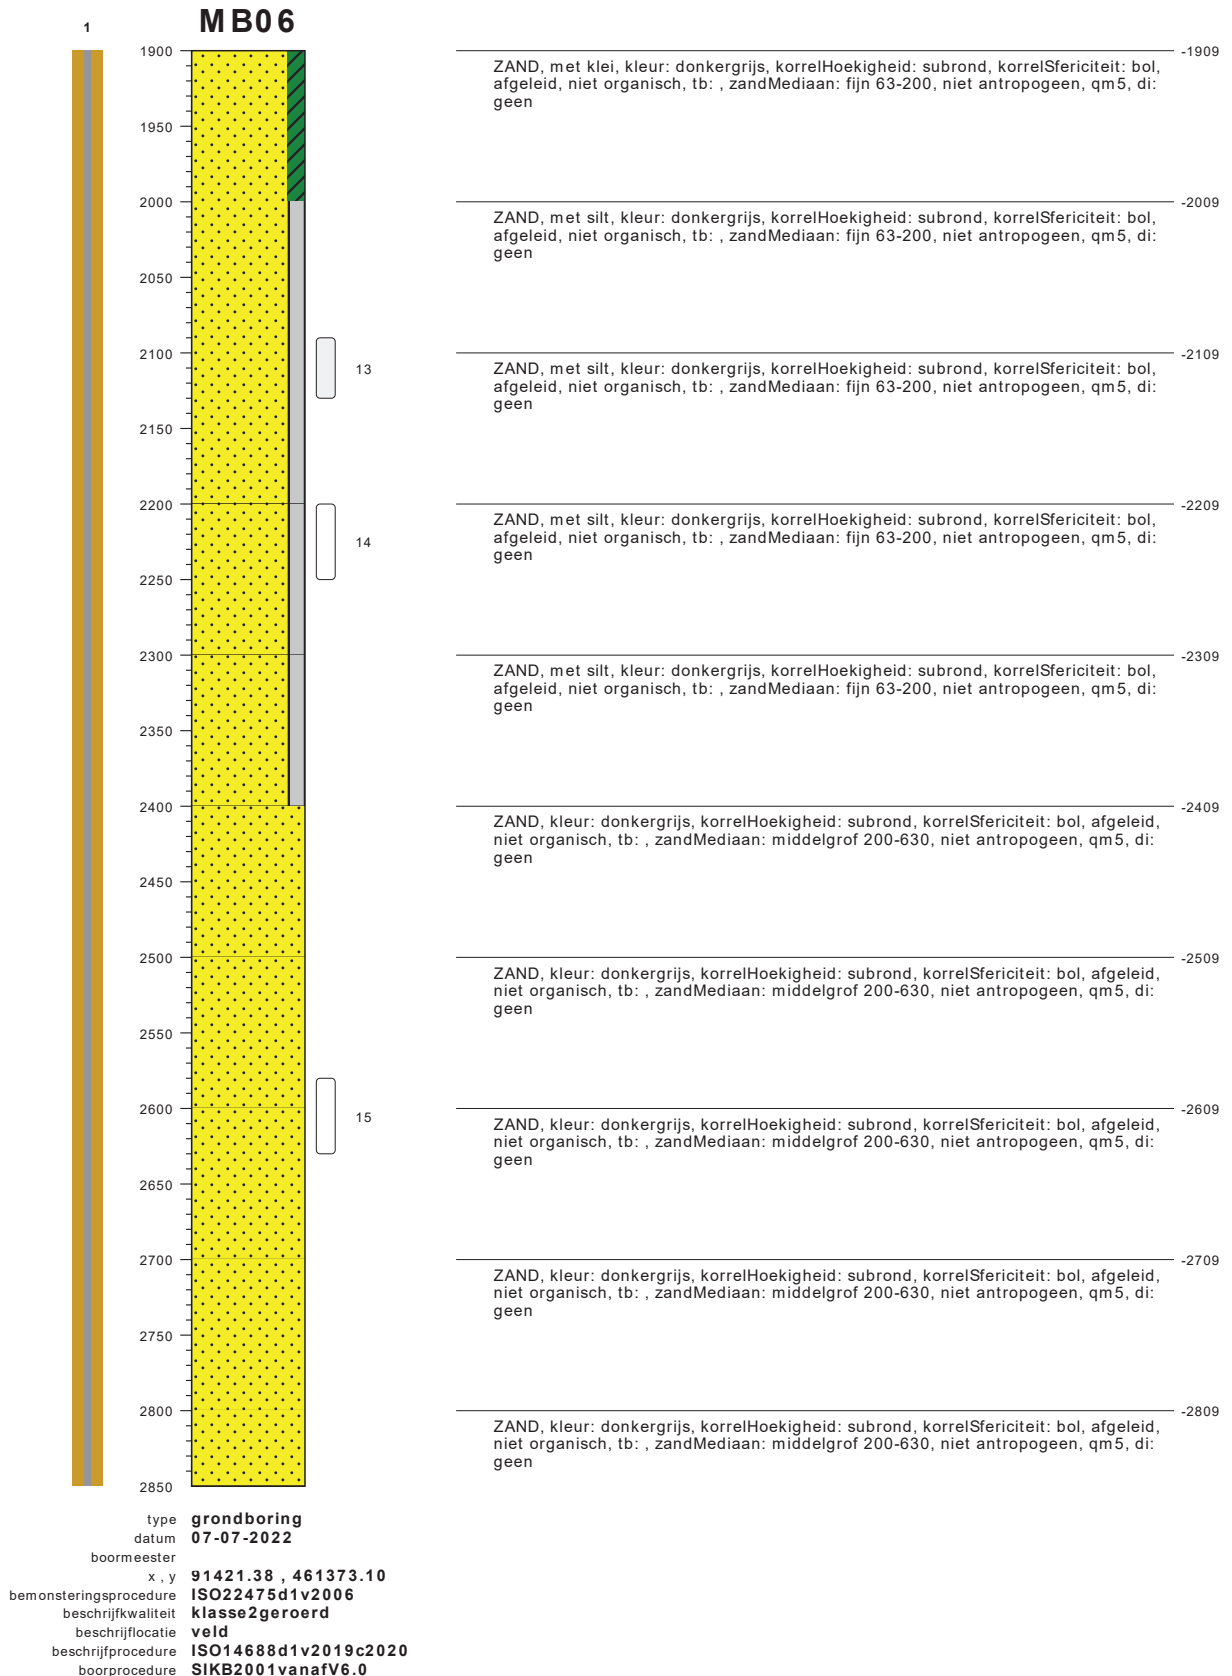 1
MB06
1900
-1909
ZAND, met klei, kleur: donkergrijs, korrelHoekigheid: subrond, korrelSfericiteit: bol,
afgeleid, niet organisch, tb: , zandMediaan: fijn 63-200, niet antropogeen, qm5, di:
geen
1950
2000
-2009
ZAND, met silt, kleur: donkergrijs, korrelHoekigheid: subrond, korrelSfericiteit: bol,
afgeleid, niet organisch, tb: , zandMediaan: fijn 63-200, niet antropogeen, qm5, di:
geen
2050
2100
-2109
13
ZAND, met silt, kleur: donkergrijs, korrelHoekigheid: subrond, korrelSfericiteit: bol,
afgeleid, niet organisch, tb: , zandMediaan: fijn 63-200, niet antropogeen, qm5, di:
geen
2150
2200
-2209
14
ZAND, met silt, kleur: donkergrijs, korrelHoekigheid: subrond, korrelSfericiteit: bol,
afgeleid, niet organisch, tb: , zandMediaan: fijn 63-200, niet antropogeen, qm5, di:
geen
2250
2300
-2309
ZAND, met silt, kleur: donkergrijs, korrelHoekigheid: subrond, korrelSfericiteit: bol,
afgeleid, niet organisch, tb: , zandMediaan: fijn 63-200, niet antropogeen, qm5, di:
geen
2350
2400
-2409
ZAND, kleur: donkergrijs, korrelHoekigheid: subrond, korrelSfericiteit: bol, afgeleid,
niet organisch, tb: , zandMediaan: middelgrof 200-630, niet antropogeen, qm5, di:
geen
2450
2500
-2509
ZAND, kleur: donkergrijs, korrelHoekigheid: subrond, korrelSfericiteit: bol, afgeleid,
niet organisch, tb: , zandMediaan: middelgrof 200-630, niet antropogeen, qm5, di:
geen
2550
2600
-2609
15
ZAND, kleur: donkergrijs, korrelHoekigheid: subrond, korrelSfericiteit: bol, afgeleid,
niet organisch, tb: , zandMediaan: middelgrof 200-630, niet antropogeen, qm5, di:
geen
2650
2700
-2709
ZAND, kleur: donkergrijs, korrelHoekigheid: subrond, korrelSfericiteit: bol, afgeleid,
niet organisch, tb: , zandMediaan: middelgrof 200-630, niet antropogeen, qm5, di:
geen
2750
2800
-2809
ZAND, kleur: donkergrijs, korrelHoekigheid: subrond, korrelSfericiteit: bol, afgeleid,
niet organisch, tb: , zandMediaan: middelgrof 200-630, niet antropogeen, qm5, di:
geen
2850
type grondboring
datum 07-07-2022
boormeester
x , y 91421.38 , 461373.10
bemonsteringsprocedure ISO22475d1v2006
beschrijfkwaliteit klasse2geroerd
beschrijflocatie veld
beschrijfprocedure ISO14688d1v2019c2020
boorprocedure SIKB2001vanafV6.0